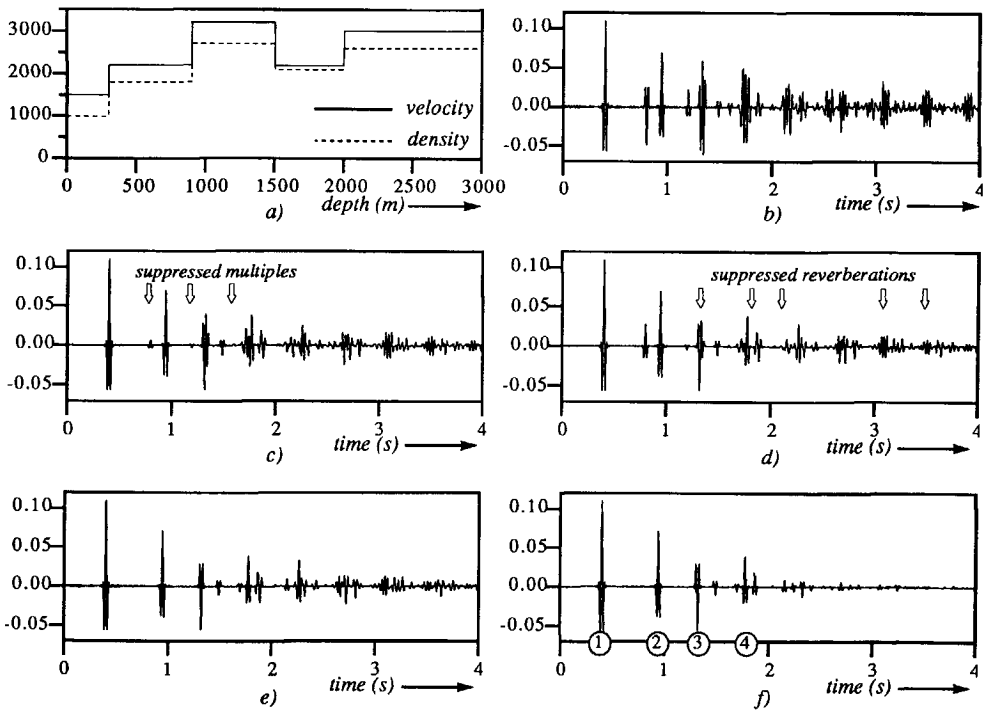 3000
2000
1000
0
velocity
density
0 500 1000 1500 2000 2500 3000
depth (m)
a)
0.10
0.05
0.00
-0.05
0 1 2 3 4
time (s)
b)
0.10
0.05
0.00
-0.05
suppressed multiples
0 1 2 3 4
time (s)
c)
0.10
0.05
0.00
-0.05
suppressed reverberations
0 1 2 3 4
time (s)
d)
0.10
0.05
0.00
-0.05
0 1 2 3 4
time (s)
e)
0.10
0.05
0.00
-0.05
1 2 3 4
0 1 2 3 4
time (s)
f)